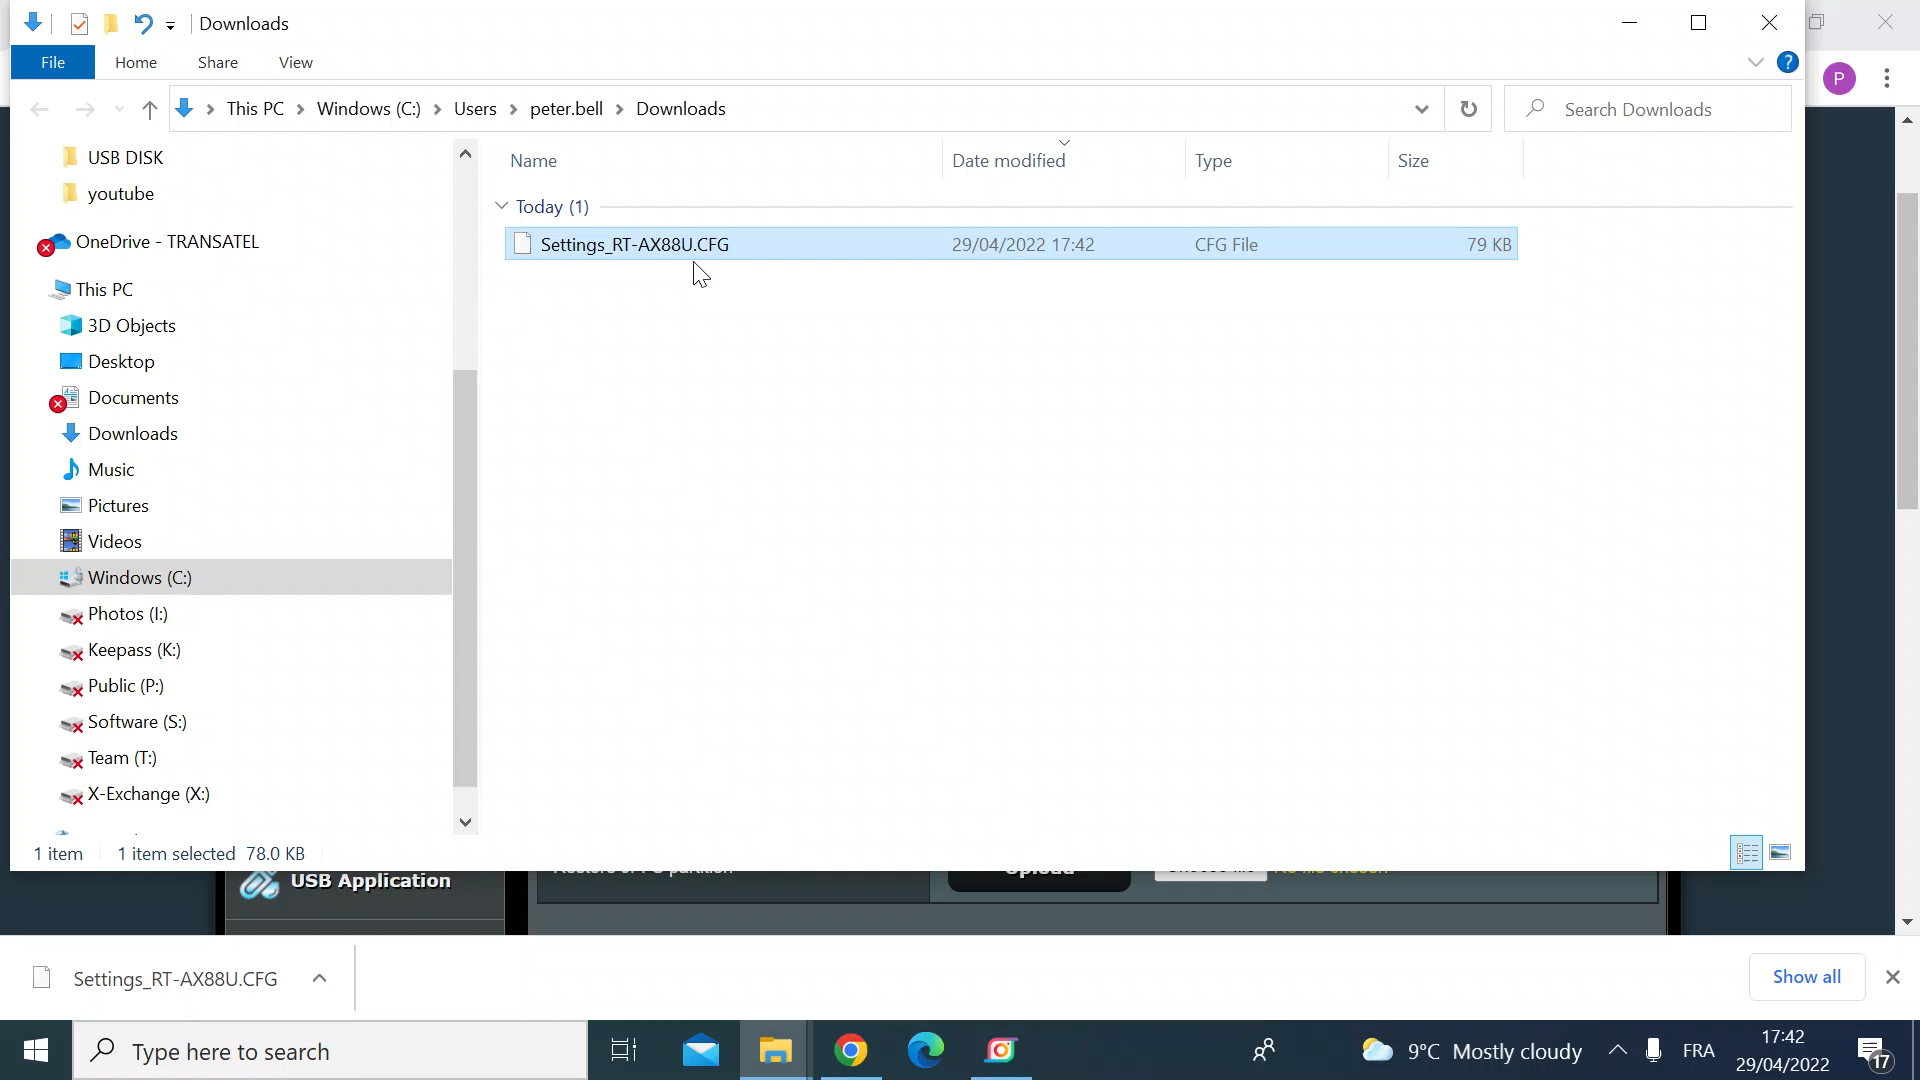 Downloads
File Home Share View
?
P
This PC Windows (C:) Users peter.bell Downloads
Search Downloads
Name Date modified Type Size
Today (1)
Settings_RT-AX88U.CFG 29/04/2022 17:42 CFG File 79 KB
USB DISK
youtube
OneDrive - TRANSATEL
This PC
3D Objects
Desktop
Documents
Downloads
Music
Pictures
Videos
Windows (C:)
Photos (I:)
Keepass (K:)
Public (P:)
Software (S:)
Team (T:)
X-Exchange (X:)
1 item 1 item selected 78.0 KB
USB Application
Upload
Settings_RT-AX88U.CFG
Show all
Type here to search
9°C Mostly cloudy
FRA
17:42
29/04/2022
17